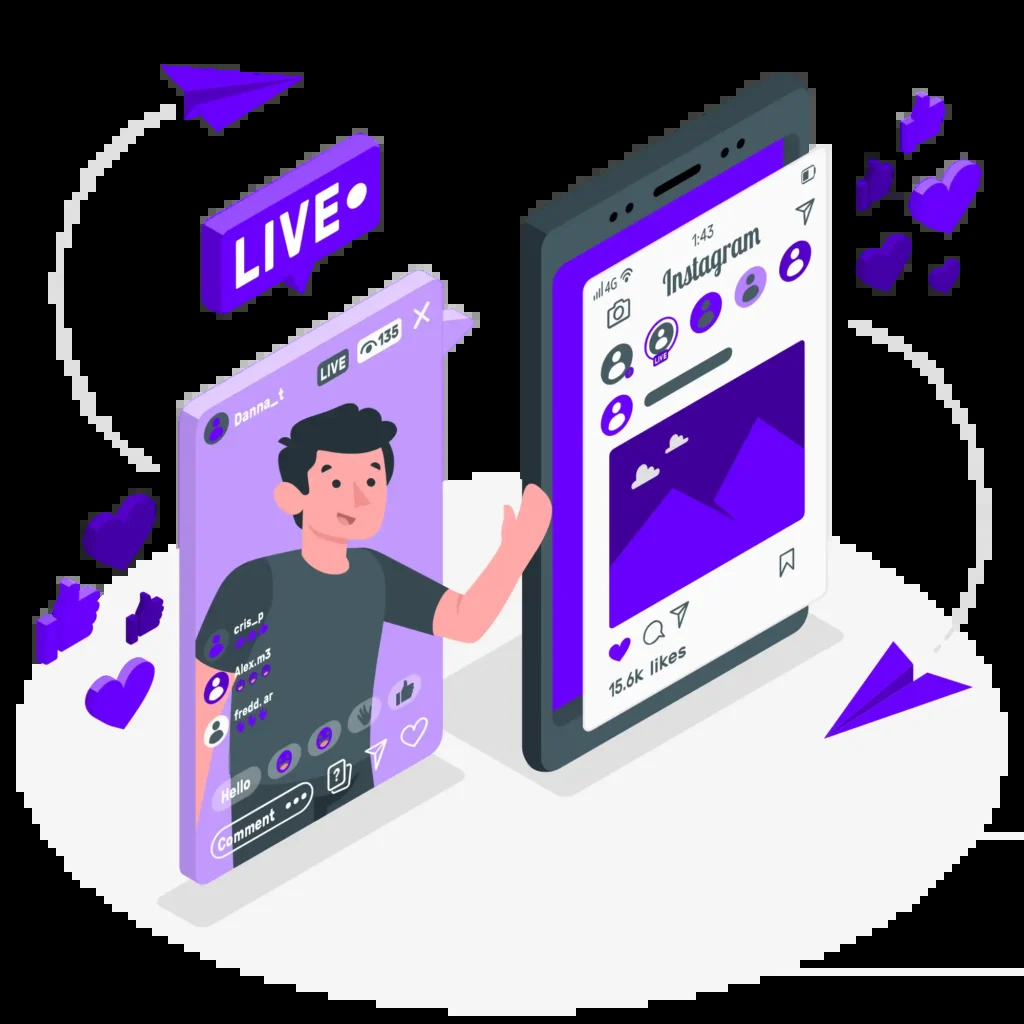 LIVE
LIVE
135
Danna_t
cris_p
Alex.m3
fredd.ar
Hello
?
Comment
4G
1:43
Instagram
LIVE
15.6k likes